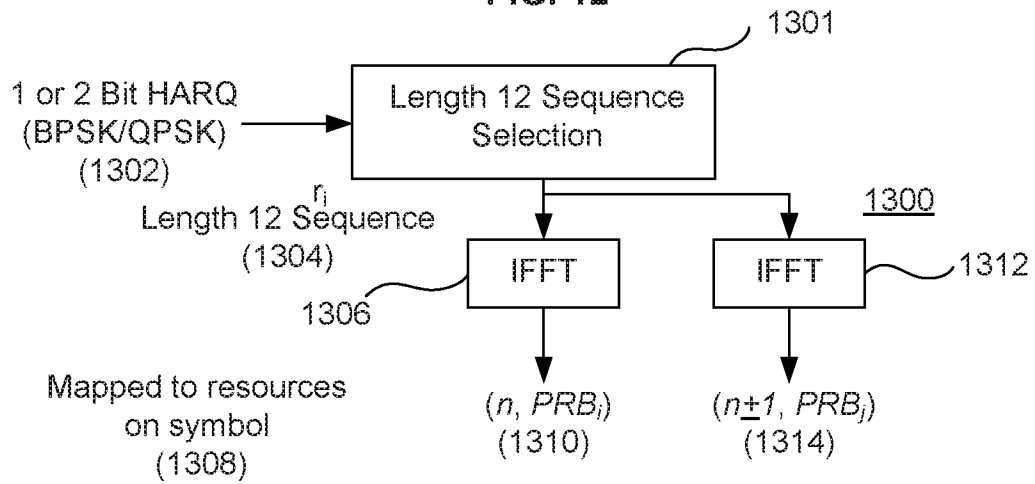 1301
1 or 2 Bit HARQ
(BPSK/QPSK)
(1302)
Length 12 Sequence
Selection
r_i
Length 12 Sequence
(1304)
1300
IFFT
IFFT
1306
1312
Mapped to resources
on symbol
(1308)
(n, PRB_i)
(1310)
(n±1, PRB_j)
(1314)